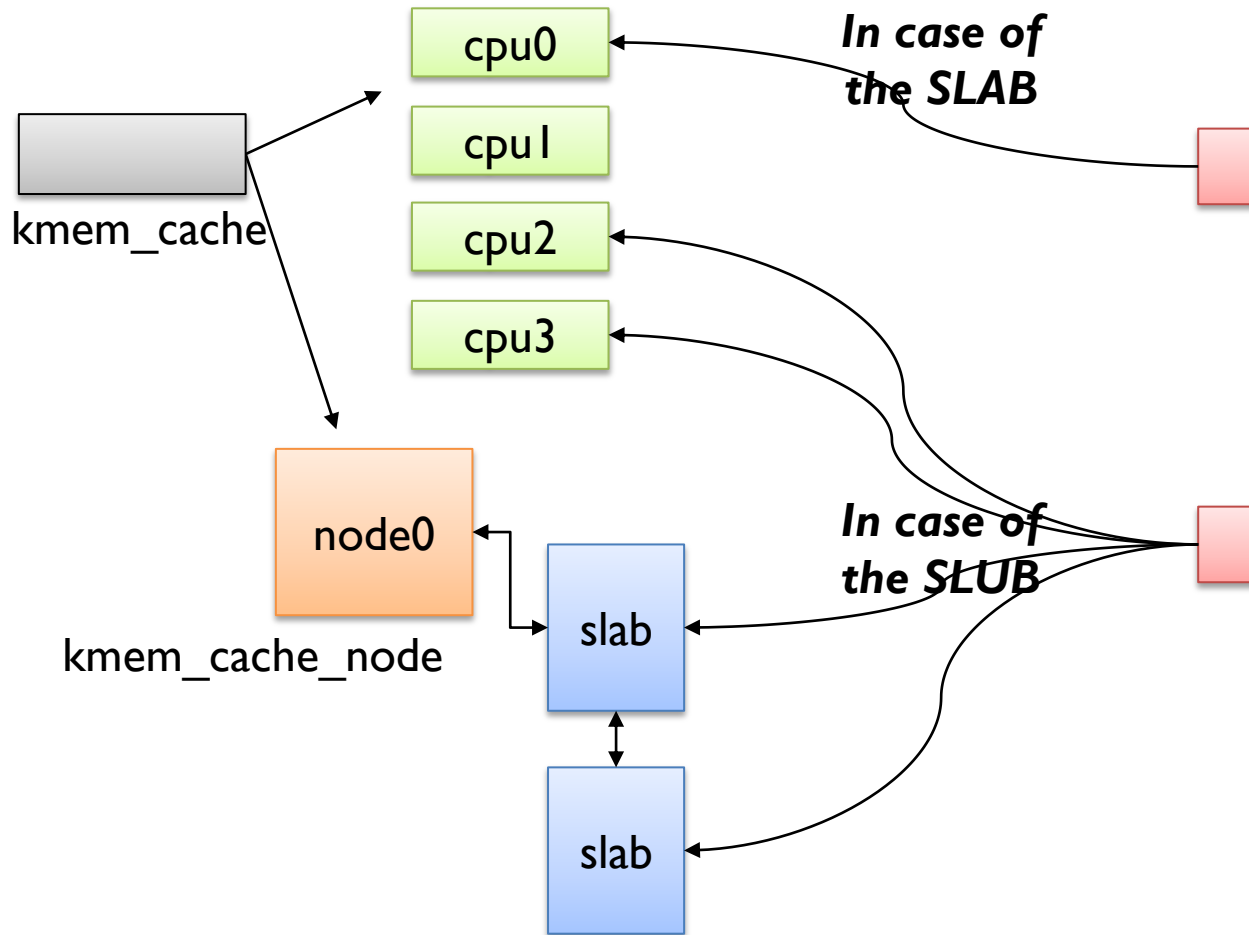 cpu0
In case of
the SLAB
cpu1
kmem_cache
cpu2
cpu3
node0
In case of
the SLUB
slab
kmem_cache_node
slab